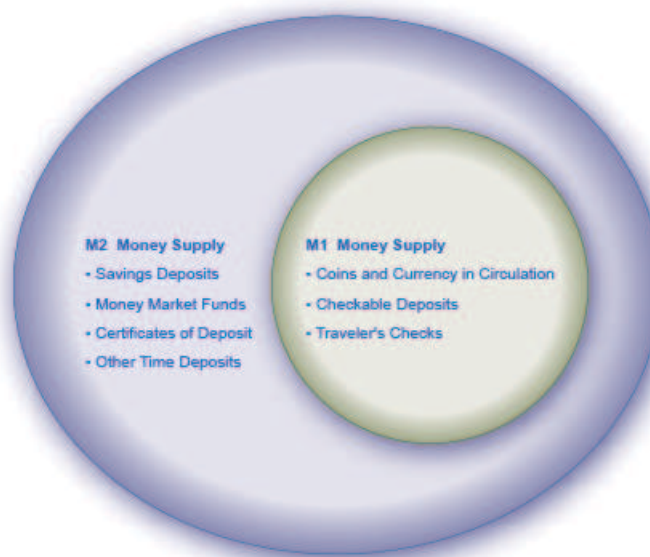 M2 Money Supply
• Savings Deposits
• Money Market Funds
• Certificates of Deposit
• Other Time Deposits
M1 Money Supply
• Coins and Currency in Circulation
• Checkable Deposits
• Traveler's Checks